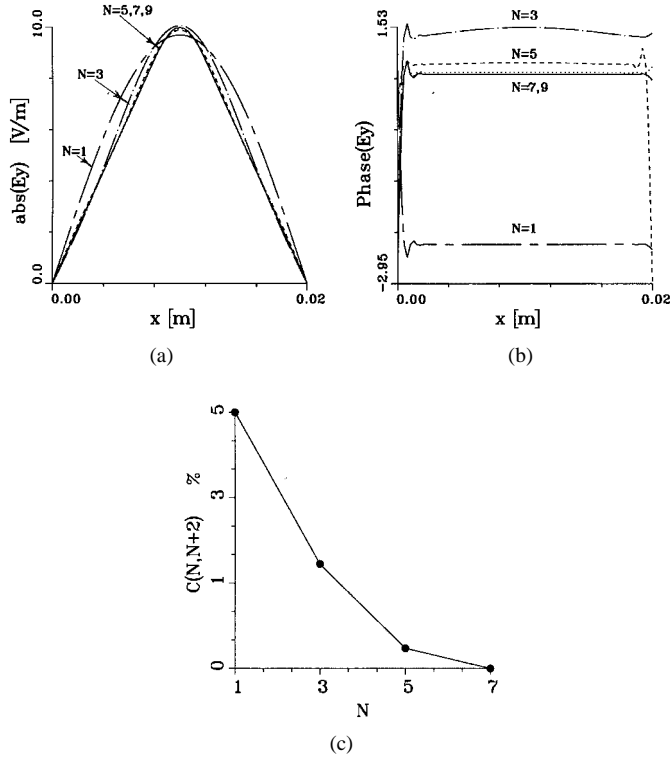 10.0
abs(Ey) [V/m]
0.0
N=5,7,9
N=3
N=1
0.00
0.02
x [m]
(a)
1.53
Phase(Ey)
-2.95
N=3
N=5
N=7,9
N=1
0.00
0.02
x [m]
(b)
C(N,N+2) %
5
3
1
0
1
3
5
7
N
(c)